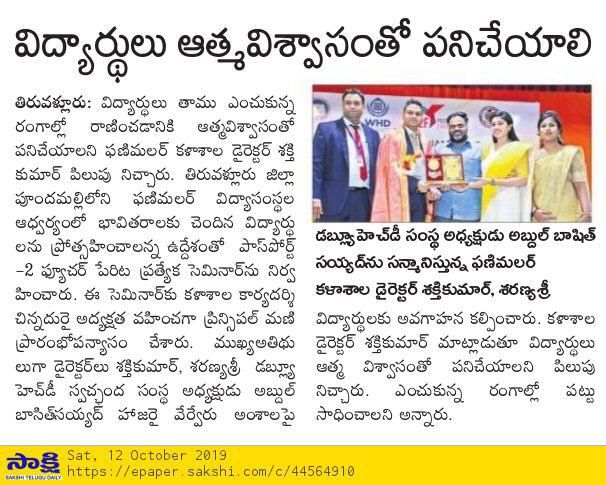 విద్యార్థులు ఆత్మవిశ్వాసంతో పనిచేయాలి
తిరువళ్లూరు: విద్యార్థులు తాము ఎంచుకున్న
రంగాల్లో రాణించడానికి ఆత్మవిశ్వాసంతో
పనిచేయాలని ఫణిమలర్ కళాశాల డైరెక్టర్ శక్తి
కుమార్ పిలుపు నిచ్చారు. తిరువళ్లూరు జిల్లా
పూందమల్లిలోని ఫణిమలర్ విద్యాసంస్థల
ఆధ్వర్యంలో భావితరాలకు చెందిన విద్యార్థు
లను ప్రోత్సహించాలన్న ఉద్దేశంతో పాస్‌పోర్ట్
-2 ఫ్యూచర్ పేరిట ప్రత్యేక సెమినార్‌ను నిర్వ
హించారు. ఈ సెమినార్‌కు కళాశాల కార్యదర్శి
చిన్నదురై అధ్యక్షత వహించగా ప్రిన్సిపల్ మణి
ప్రారంభోపన్యాసం చేశారు. ముఖ్యఅతిథు
లుగా డైరెక్టర్‌లు శక్తికుమార్, శరణ్యశ్రీ డబ్ల్యూ
హెచ్‌డీ స్వచ్ఛంద సంస్థ అధ్యక్షుడు అబ్దుల్
బాసిత్‌సయ్యద్ హాజరై వేర్వేరు అంశాలపై
WHD
డబ్ల్యూహెచ్‌డీ సంస్థ అధ్యక్షుడు అబ్దుల్ బాషిత్
సయ్యద్‌ను సన్మానిస్తున్న ఫణిమలర్
కళాశాల డైరెక్టర్ శక్తికుమార్, శరణ్యశ్రీ
విద్యార్థులకు అవగాహన కల్పించారు. కళాశాల
డైరెక్టర్ శక్తికుమార్ మాట్లాడుతూ విద్యార్థులు
ఆత్మ విశ్వాసంతో పనిచేయాలని పిలుపు
నిచ్చారు. ఎంచుకున్న రంగాల్లో పట్టు
సాధించాలని అన్నారు.
సాక్షి
SAKSHI TELUGU DAILY
Sat, 12 October 2019
https://epaper.sakshi.com/c/44564910